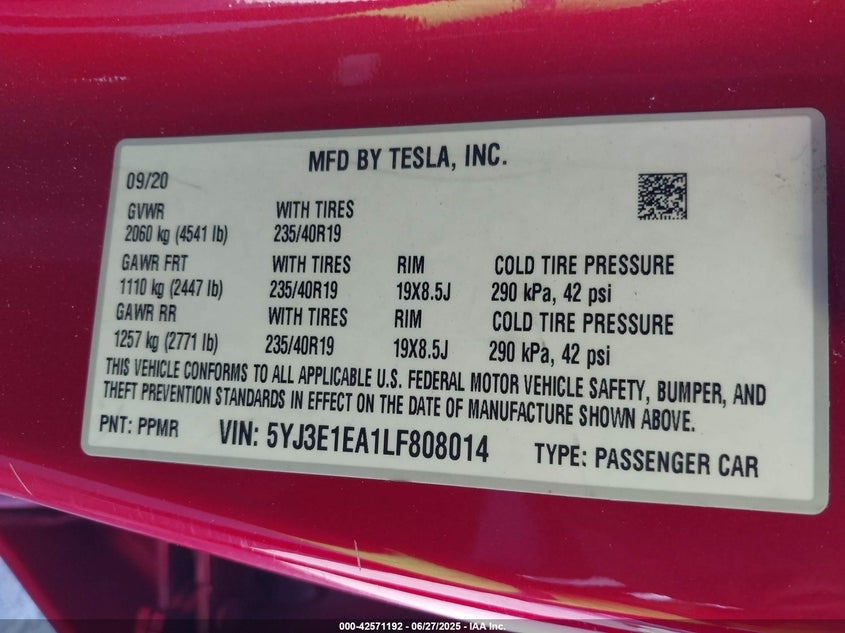 MFD BY TESLA, INC.
09/20
GVWR WITH TIRES
2060 kg (4541 lb) 235/40R19
GAWR FRT WITH TIRES RIM COLD TIRE PRESSURE
1110 kg (2447 lb) 235/40R19 19X8.5J 290 kPa, 42 psi
GAWR RR WITH TIRES RIM COLD TIRE PRESSURE
1257 kg (2771 lb) 235/40R19 19X8.5J 290 kPa, 42 psi
THIS VEHICLE CONFORMS TO ALL APPLICABLE U.S. FEDERAL MOTOR VEHICLE SAFETY, BUMPER, AND
THEFT PREVENTION STANDARDS IN EFFECT ON THE DATE OF MANUFACTURE SHOWN ABOVE.
PNT: PPMR VIN: 5YJ3E1EA1LF808014 TYPE: PASSENGER CAR
000-42571192 - 06/27/2025 - IAA Inc.